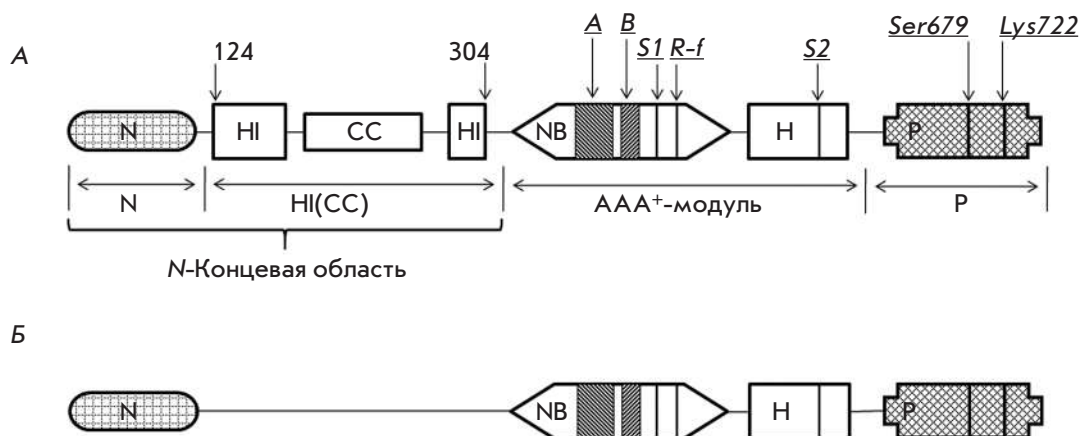 А
124
304
A
B
S1
R-f
S2
Ser679
Lys722
N
HI
CC
HI
NB
H
P
N
HI(CC)
AAA+-модуль
P
N-Концевая область
Б
N
NB
H
P